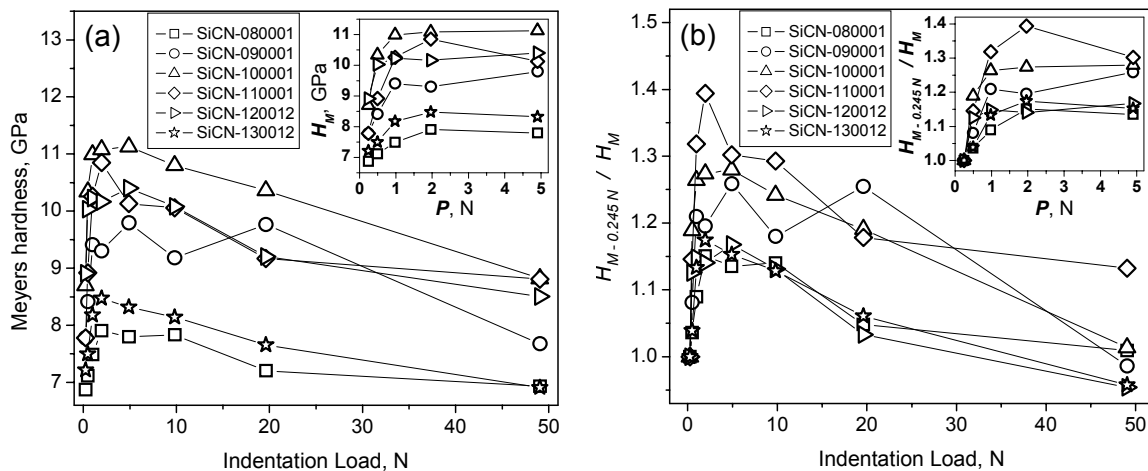 (a)
SiCN-080001
SiCN-090001
SiCN-100001
SiCN-110001
SiCN-120012
SiCN-130012
Meyers hardness, GPa
13
12
11
10
9
8
7
0 10 20 30 40 50
Indentation Load, N
H_M, GPa
11
10
9
8
7
0 1 2 3 4 5
P, N
(b)
SiCN-080001
SiCN-090001
SiCN-100001
SiCN-110001
SiCN-120012
SiCN-130012
H_M - 0.245 N / H_M
1.5
1.4
1.3
1.2
1.1
1.0
0 10 20 30 40 50
Indentation Load, N
H_M - 0.245 N / H_M
1.4
1.3
1.2
1.1
1.0
0 1 2 3 4 5
P, N